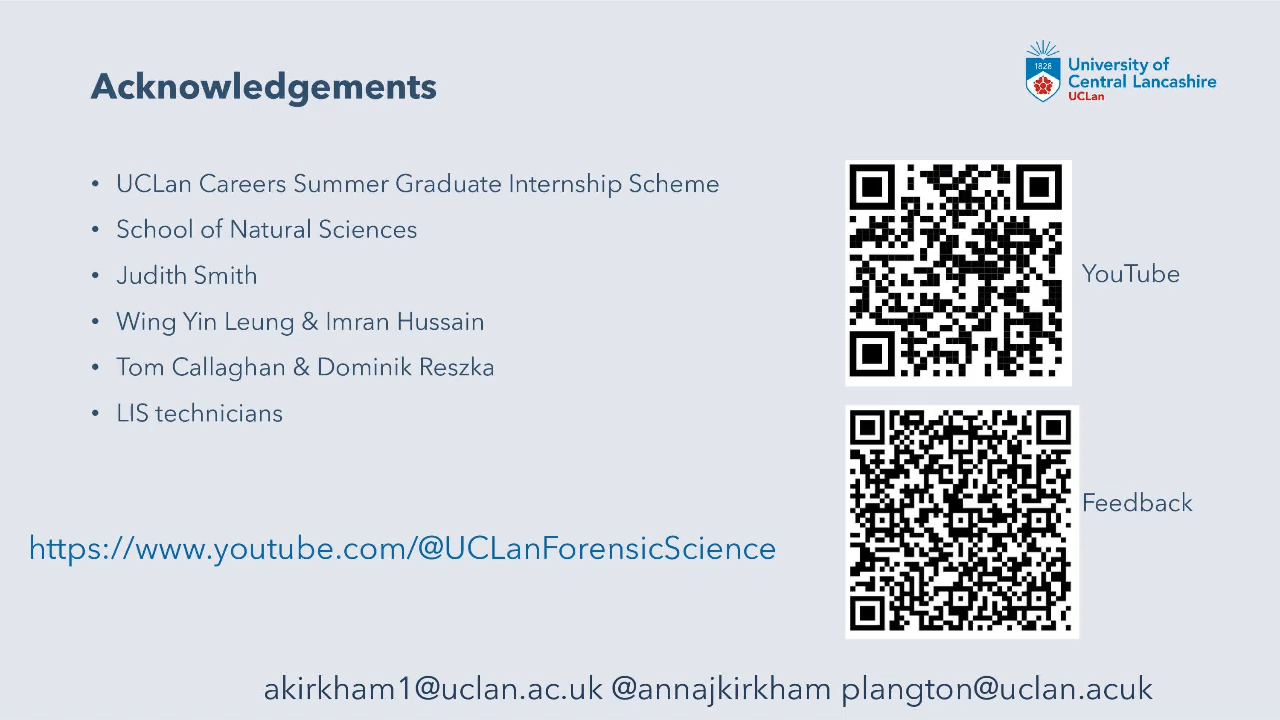 Acknowledgements
1828
University of
Central Lancashire
UCLan
• UCLan Careers Summer Graduate Internship Scheme
• School of Natural Sciences
• Judith Smith
• Wing Yin Leung & Imran Hussain
• Tom Callaghan & Dominik Reszka
• LIS technicians
YouTube
Feedback
https://www.youtube.com/@UCLanForensicScience
akirkham1@uclan.ac.uk @annajkirkham plangton@uclan.acuk